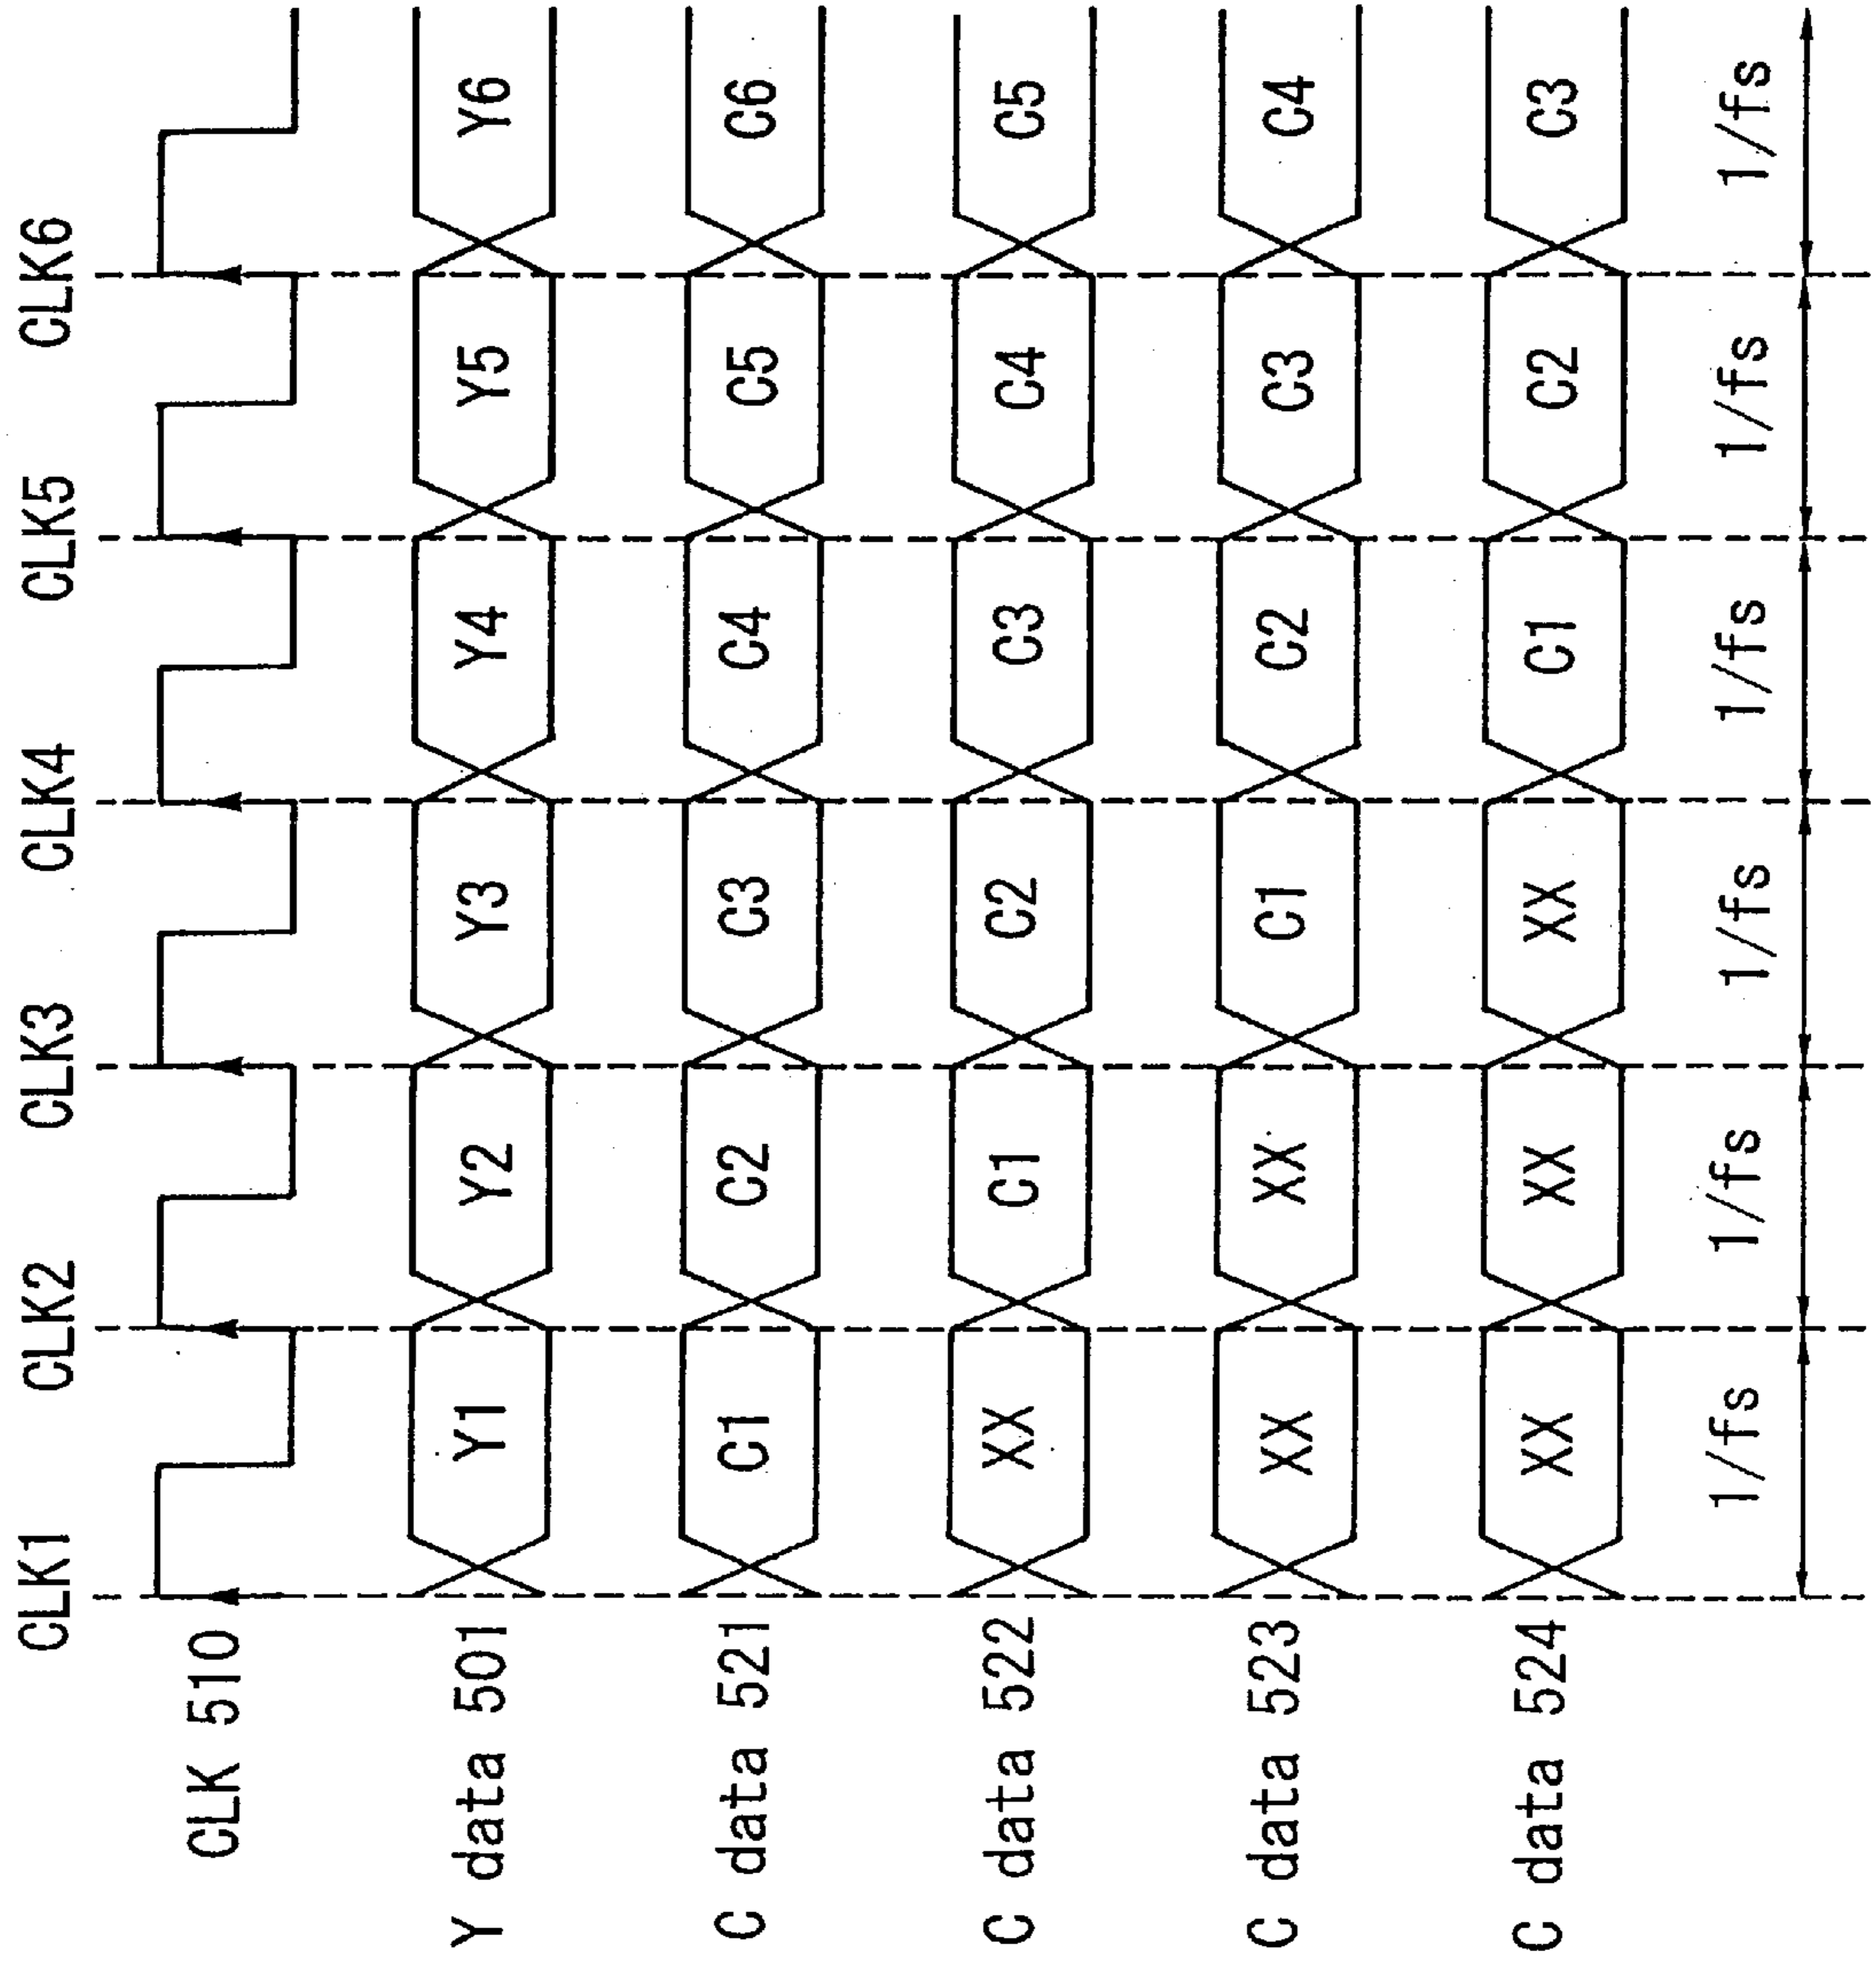 CLK1 CLK2 CLK3 CLK4 CLK5 CLK6
CLK 510
Y data 501 Y1 Y2 Y3 Y4 Y5 Y6
C data 521 C1 C2 C3 C4 C5 C6
C data 522 XX C1 C2 C3 C4 C5
C data 523 XX XX C1 C2 C3 C4
C data 524 XX XX XX C1 C2 C3
1/fs 1/fs 1/fs 1/fs 1/fs 1/fs